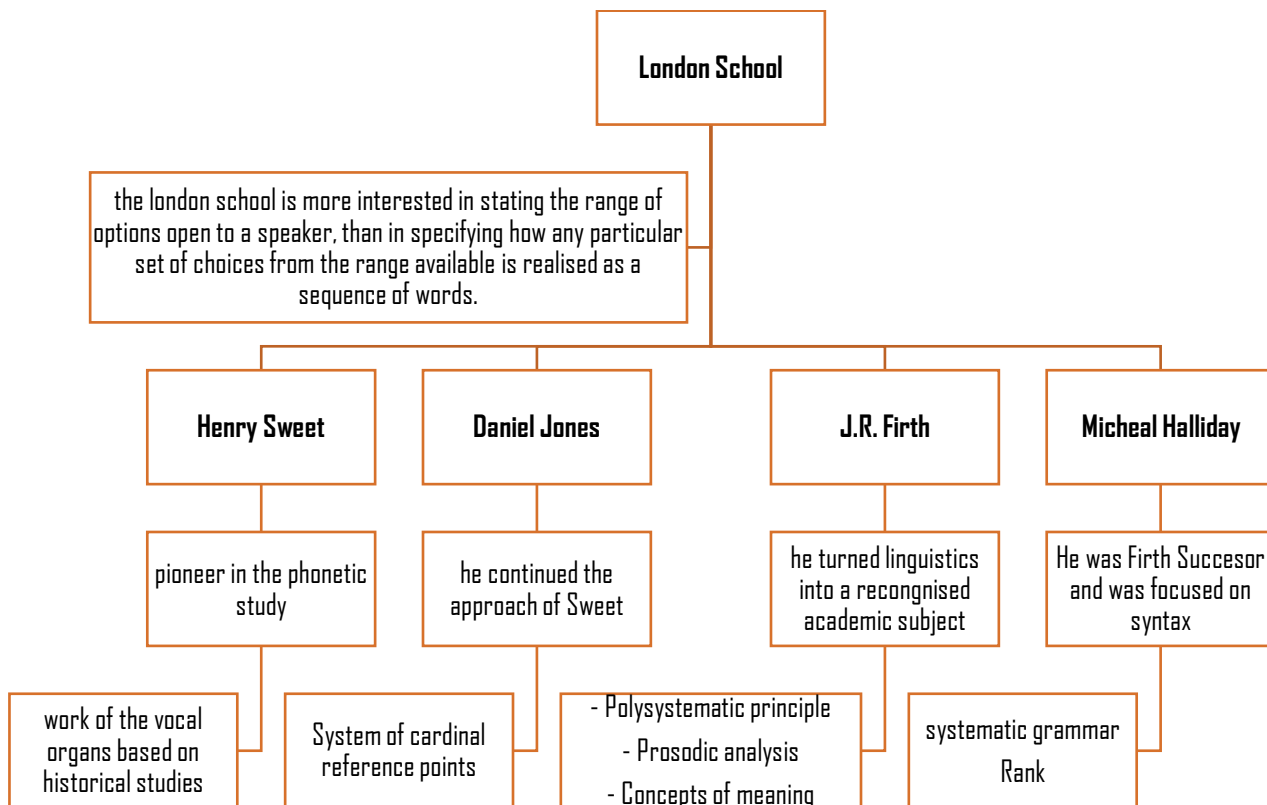 London School
the london school is more interested in stating the range of
options open to a speaker, than in specifying how any particular
set of choices from the range available is realised as a
sequence of words.
Henry Sweet
Daniel Jones
J.R. Firth
Micheal Halliday
pioneer in the phonetic
study
he continued the
approach of Sweet
he turned linguistics
into a recongnised
academic subject
He was Firth Succesor
and was focused on
syntax
work of the vocal
organs based on
historical studies
System of cardinal
reference points
- Polysystematic principle
- Prosodic analysis
- Concepts of meaning
systematic grammar
Rank